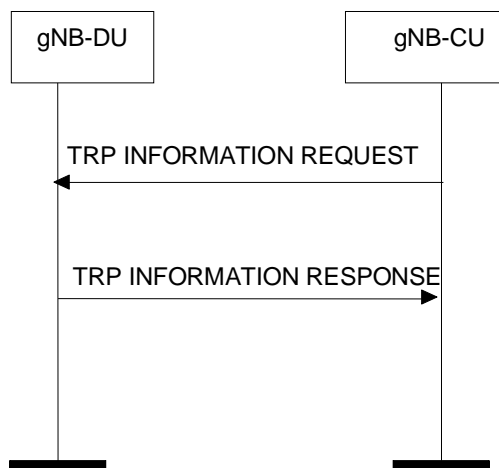 gNB-DU
gNB-CU
TRP INFORMATION REQUEST
TRP INFORMATION RESPONSE